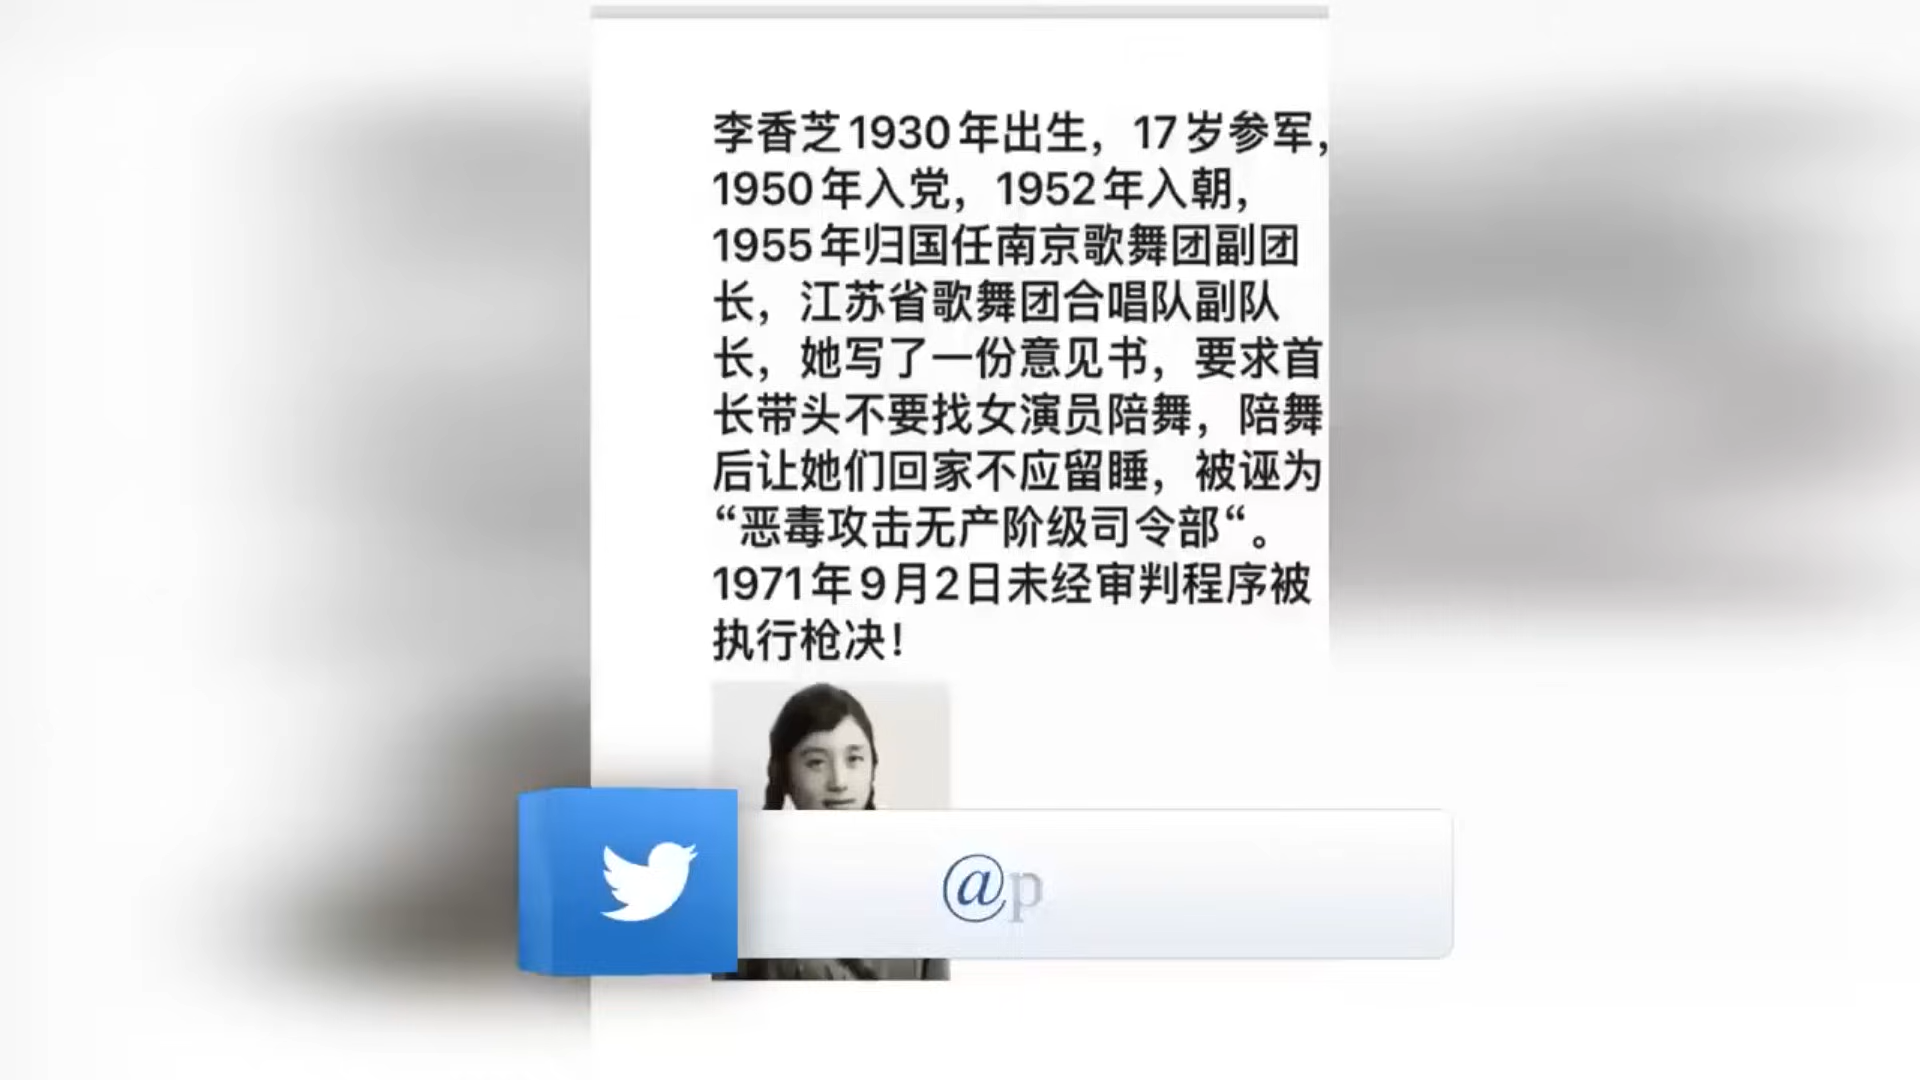 李香芝1930年出生，17岁参军，
1950年入党，1952年入朝，
1955年归国任南京歌舞团副团
长，江苏省歌舞团合唱队副队
长，她写了一份意见书，要求首
长带头不要找女演员陪舞，陪舞
后让她们回家不应留睡，被诬为
“恶毒攻击无产阶级司令部“。
1971年9月2日未经审判程序被
执行枪决！
@p